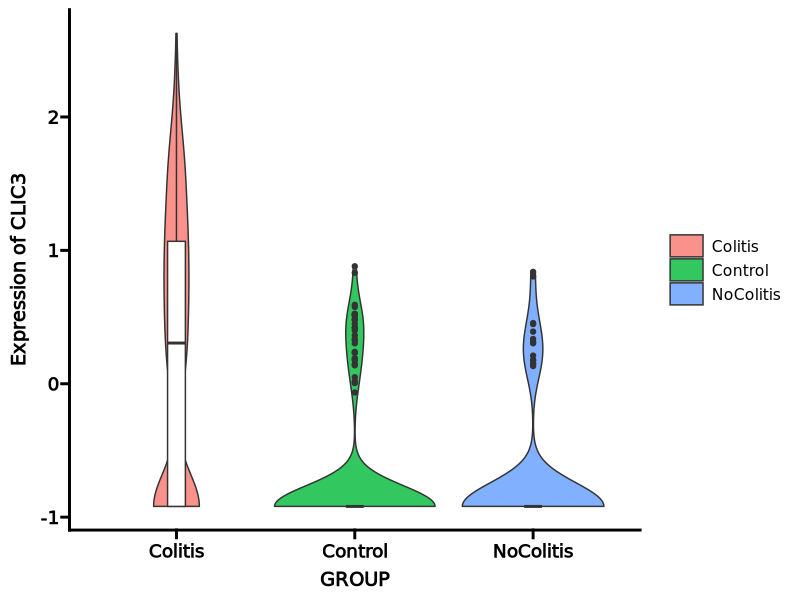 Expression of CLIC3
2
1
0
-1
Colitis
Control
NoColitis
GROUP
Colitis
Control
NoColitis